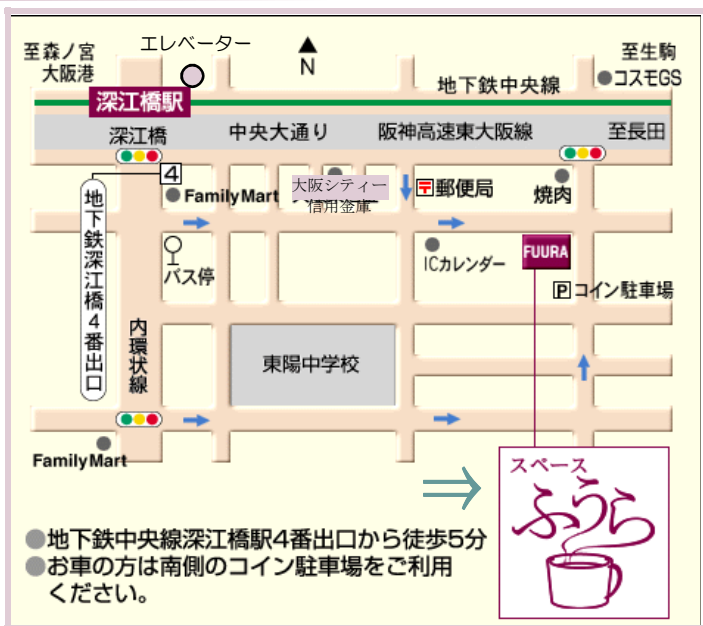 至森ノ宮
大阪港
エレベーター
N
至生駒
コスモGS
地下鉄中央線
深江橋駅
深江橋
中央大通り
阪神高速東大阪線
至長田
4
FamilyMart
大阪シティー
信用金庫
〒郵便局
焼肉
地下鉄深江橋4番出口
バス停
ICカレンダー
FUURA
P コイン駐車場
内環状線
東陽中学校
FamilyMart
スペース
ふうら
●地下鉄中央線深江橋駅4番出口から徒歩5分
●お車の方は南側のコイン駐車場をご利用
ください。